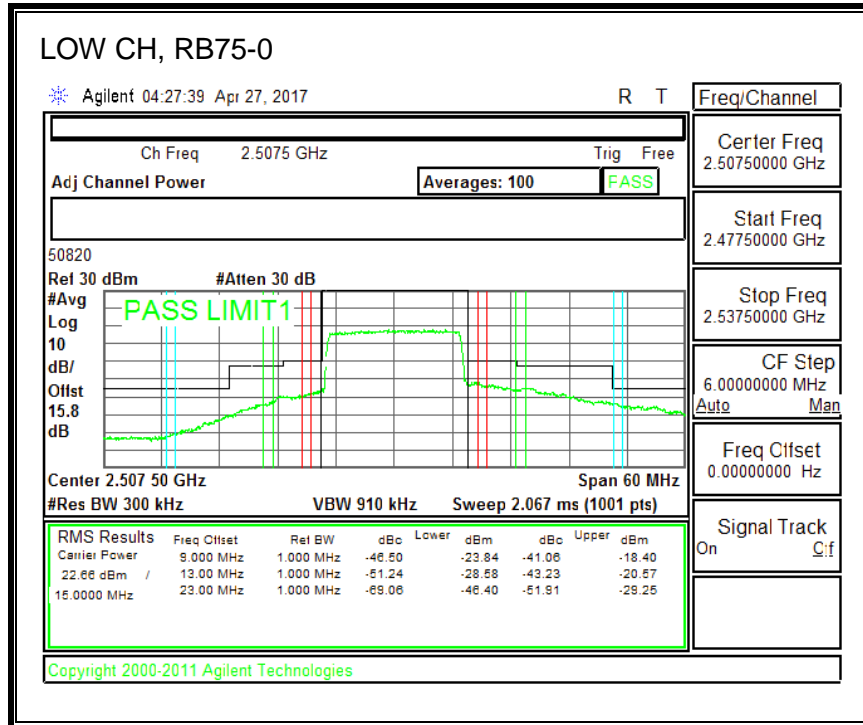 LOW CH, RB75-0
Agilent 04:27:39 Apr 27, 2017 R T
Ch Freq 2.5075 GHz Trig Free
Adj Channel Power Averages: 100 PASS
50820
Ref 30 dBm #Atten 30 dB
#Avg
Log
10
dB/
Offst
15.8
dB
PASS LIMIT1
Center 2.507 50 GHz Span 60 MHz
#Res BW 300 kHz VBW 910 kHz Sweep 2.067 ms (1001 pts)
RMS Results Freq Offset Ref BW dBc Lower dBm dBc Upper dBm
Carrier Power 9.000 MHz 1.000 MHz -46.50 -23.84 -41.06 -18.40
22.66 dBm / 13.00 MHz 1.000 MHz -51.24 -28.58 -43.23 -20.57
15.0000 MHz 23.00 MHz 1.000 MHz -69.06 -46.40 -51.91 -29.25
Copyright 2000-2011 Agilent Technologies
Freq/Channel
Center Freq
2.50750000 GHz
Start Freq
2.47750000 GHz
Stop Freq
2.53750000 GHz
CF Step
6.00000000 MHz
Auto Man
Freq Offset
0.00000000 Hz
Signal Track
On Off